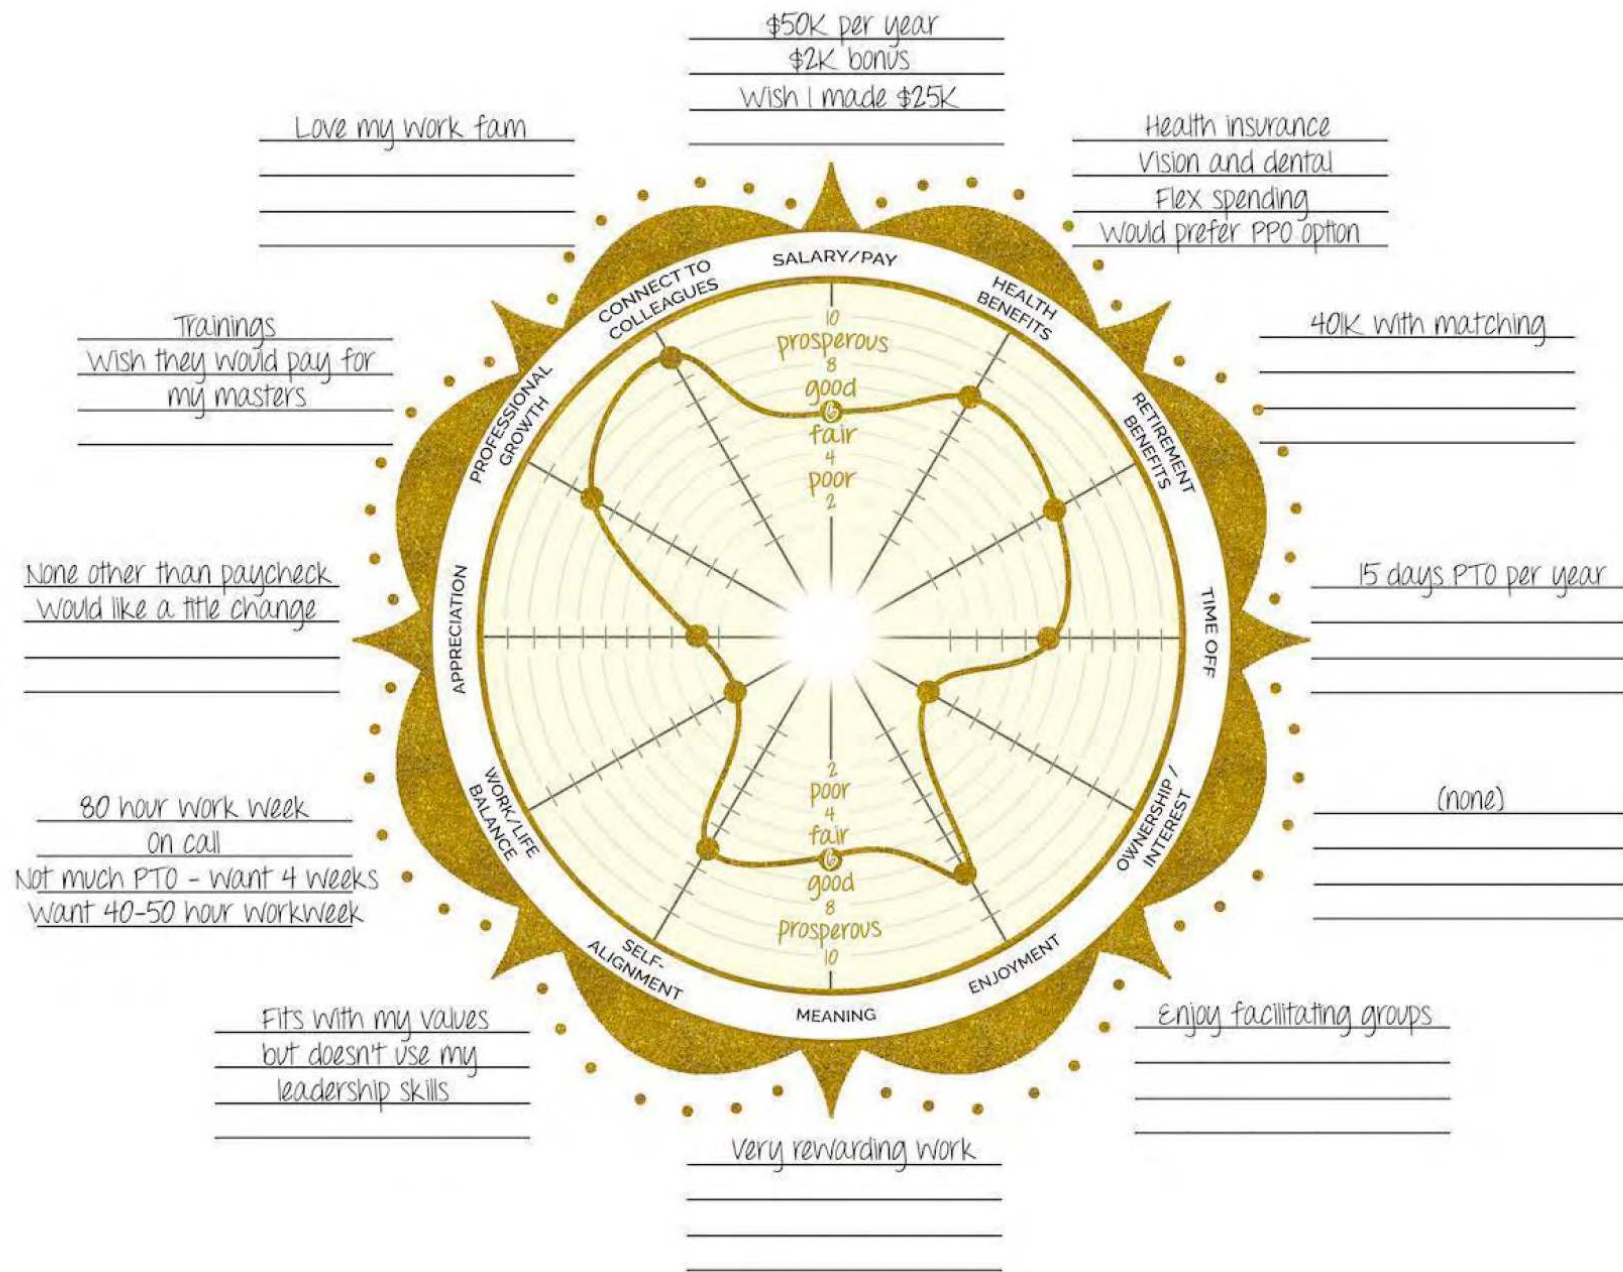 $50K per year
$2K bonus
Wish I made $25K
Love my work fam
Health insurance
Vision and dental
Flex spending
Would prefer PPO option
Trainings
Wish they would pay for
my masters
401K with matching
None other than paycheck
Would like a title change
15 days PTO per year
80 hour work week
On call
Not much PTO - Want 4 weeks
Want 40-50 hour workweek
(none)
Fits with my values
but doesn't use my
leadership skills
Enjoy facilitating groups
Very rewarding work
SALARY/PAY
HEALTH
BENEFITS
RETIREMENT
BENEFITS
TIME OFF
OWNERSHIP /
INTEREST
ENJOYMENT
MEANING
SELF-
ALIGNMENT
WORK/LIFE
BALANCE
APPRECIATION
PROFESSIONAL
GROWTH
CONNECT TO
COLLEAGUES
10
prosperous
8
good
6
fair
4
poor
2
2
poor
4
fair
6
good
8
prosperous
10